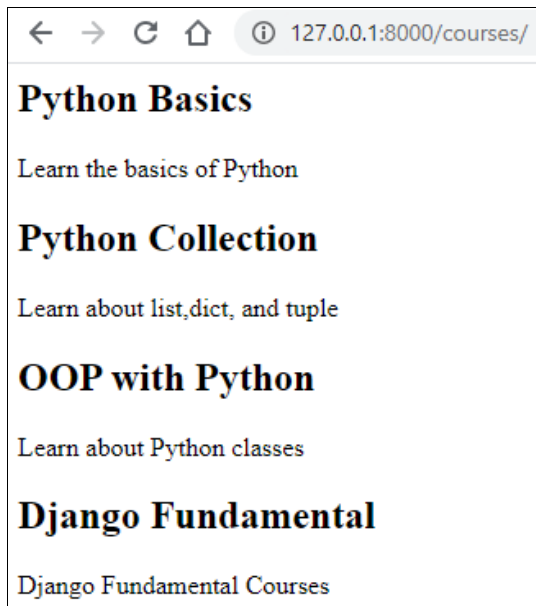 127.0.0.1:8000/courses/
Python Basics
Learn the basics of Python
Python Collection
Learn about list,dict, and tuple
OOP with Python
Learn about Python classes
Django Fundamental
Django Fundamental Courses